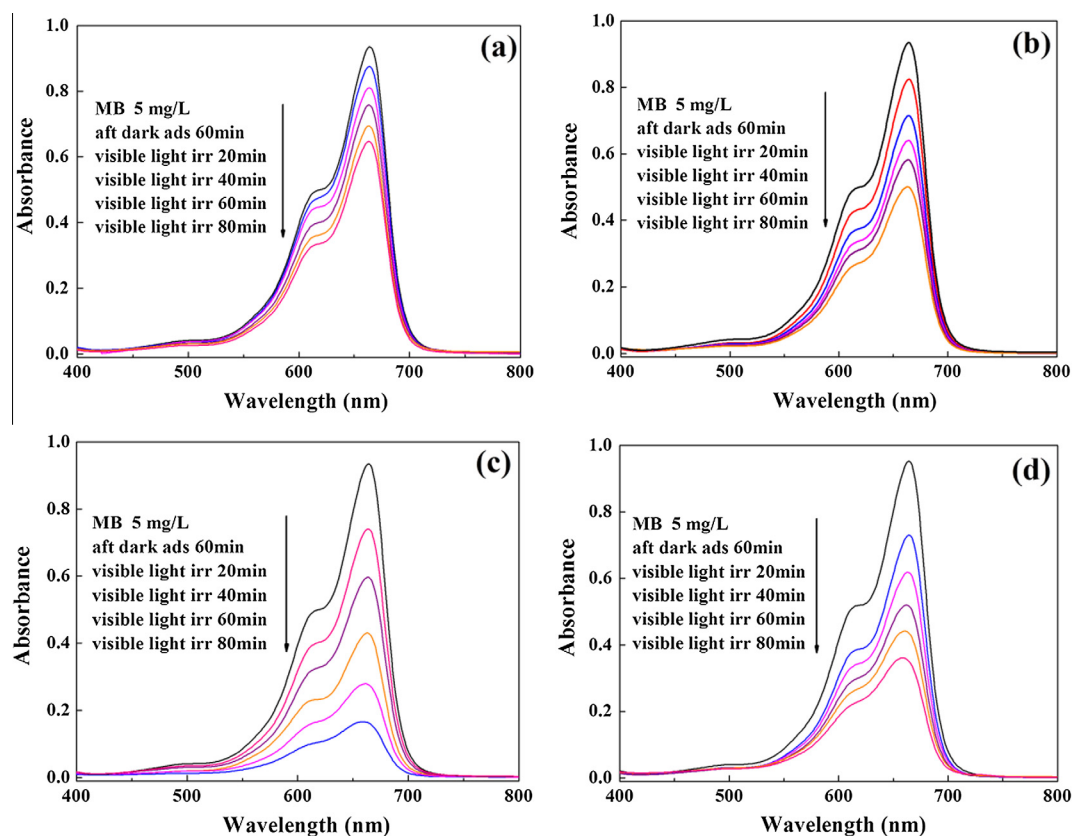 (a)
1.0
0.8
0.6
0.4
0.2
0.0
Absorbance
MB 5 mg/L
aft dark ads 60min
visible light irr 20min
visible light irr 40min
visible light irr 60min
visible light irr 80min
400 500 600 700 800
Wavelength (nm)
(b)
1.0
0.8
0.6
0.4
0.2
0.0
Absorbance
MB 5 mg/L
aft dark ads 60min
visible light irr 20min
visible light irr 40min
visible light irr 60min
visible light irr 80min
400 500 600 700 800
Wavelength (nm)
(c)
1.0
0.8
0.6
0.4
0.2
0.0
Absorbance
MB 5 mg/L
aft dark ads 60min
visible light irr 20min
visible light irr 40min
visible light irr 60min
visible light irr 80min
400 500 600 700 800
Wavelength (nm)
(d)
1.0
0.8
0.6
0.4
0.2
0.0
Absorbance
MB 5 mg/L
aft dark ads 60min
visible light irr 20min
visible light irr 40min
visible light irr 60min
visible light irr 80min
400 500 600 700 800
Wavelength (nm)